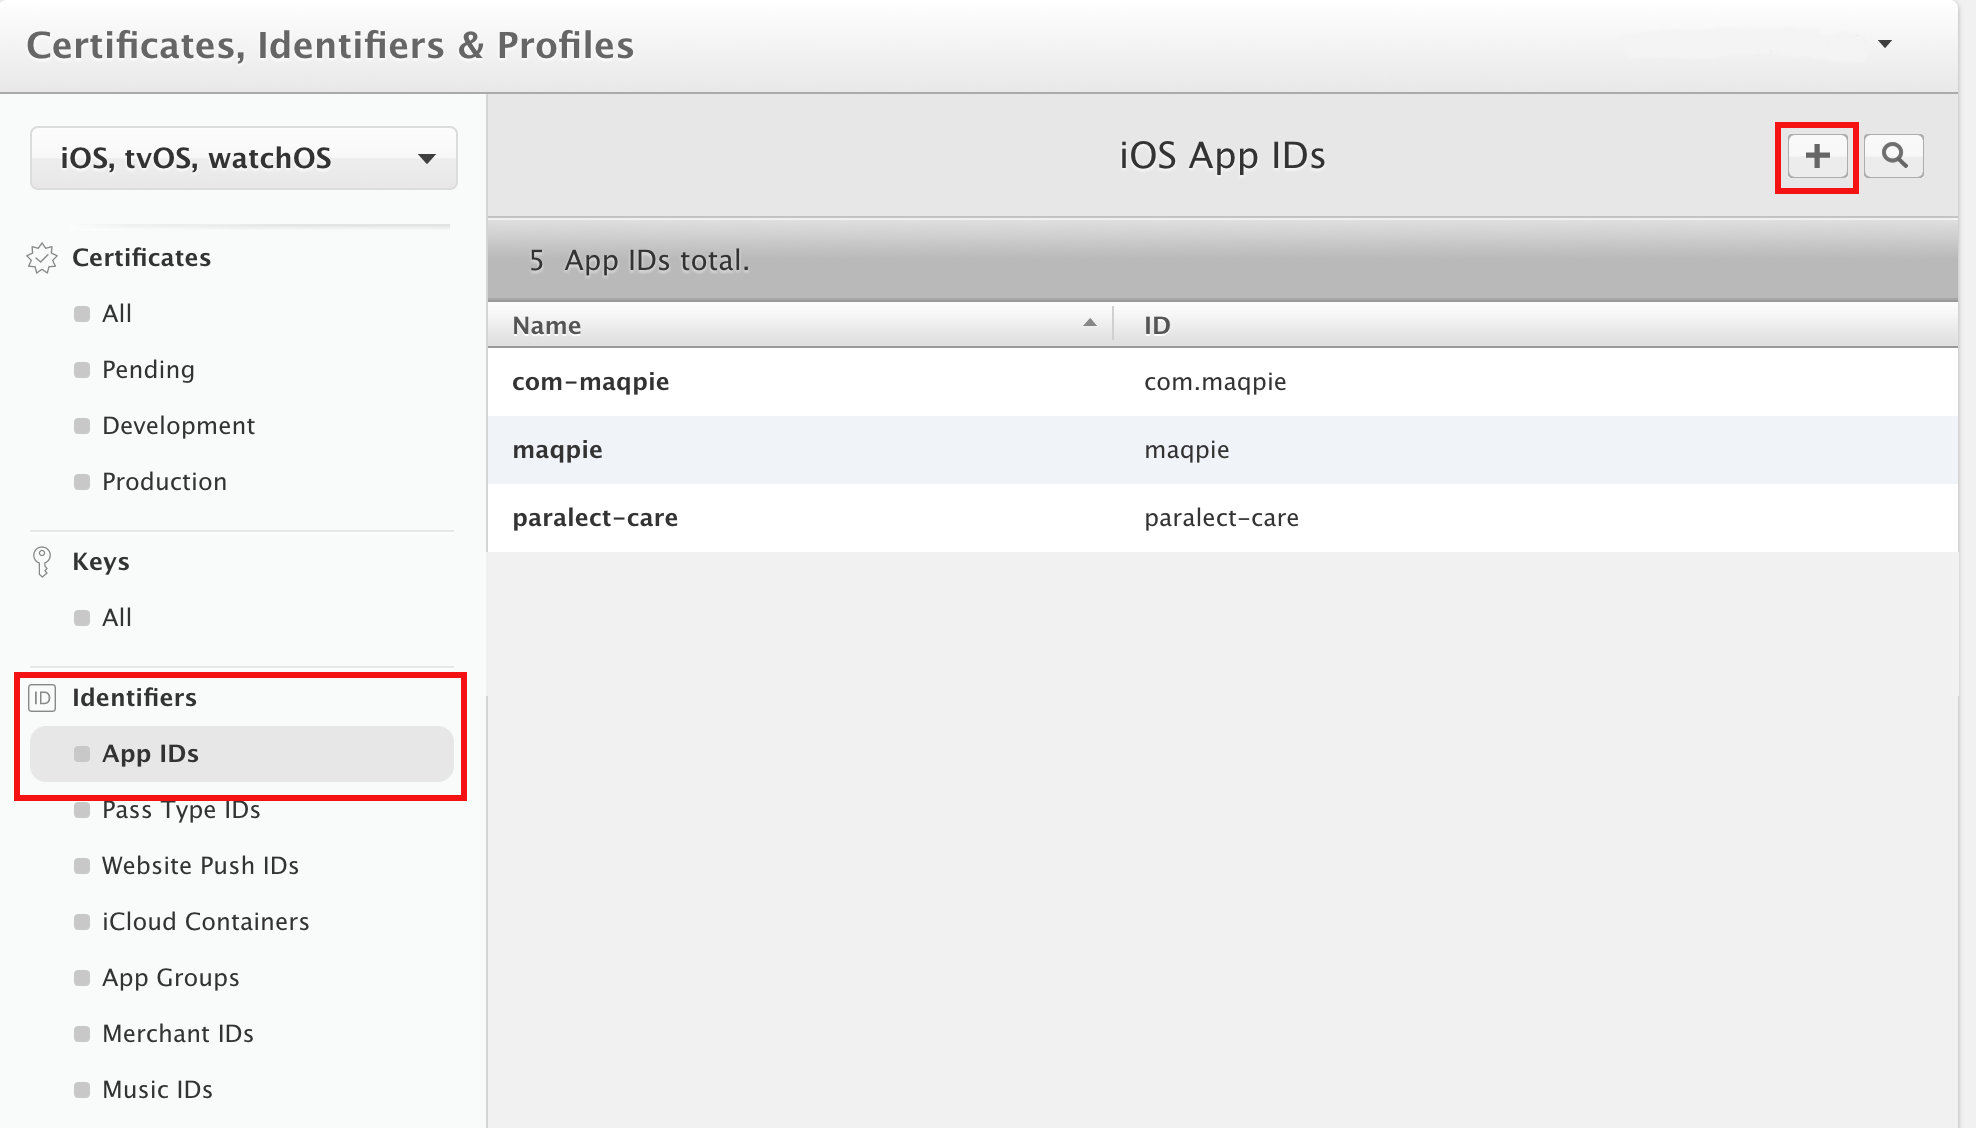 Certificates, Identifiers & Profiles
iOS, tvOS, watchOS
Certificates
All
Pending
Development
Production
Keys
All
ID Identifiers
App IDs
Pass Type IDs
Website Push IDs
iCloud Containers
App Groups
Merchant IDs
Music IDs
iOS App IDs
5 App IDs total.
Name ID
com-maqpie com.maqpie
maqpie maqpie
paralect-care paralect-care